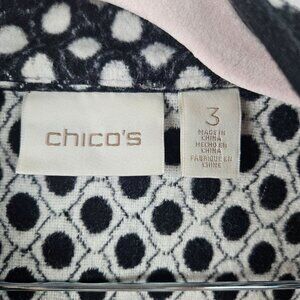 chico's
3
MADE IN
CHINA
HECHO EN
CHINA
FABRIQUÉ EN
CHINE